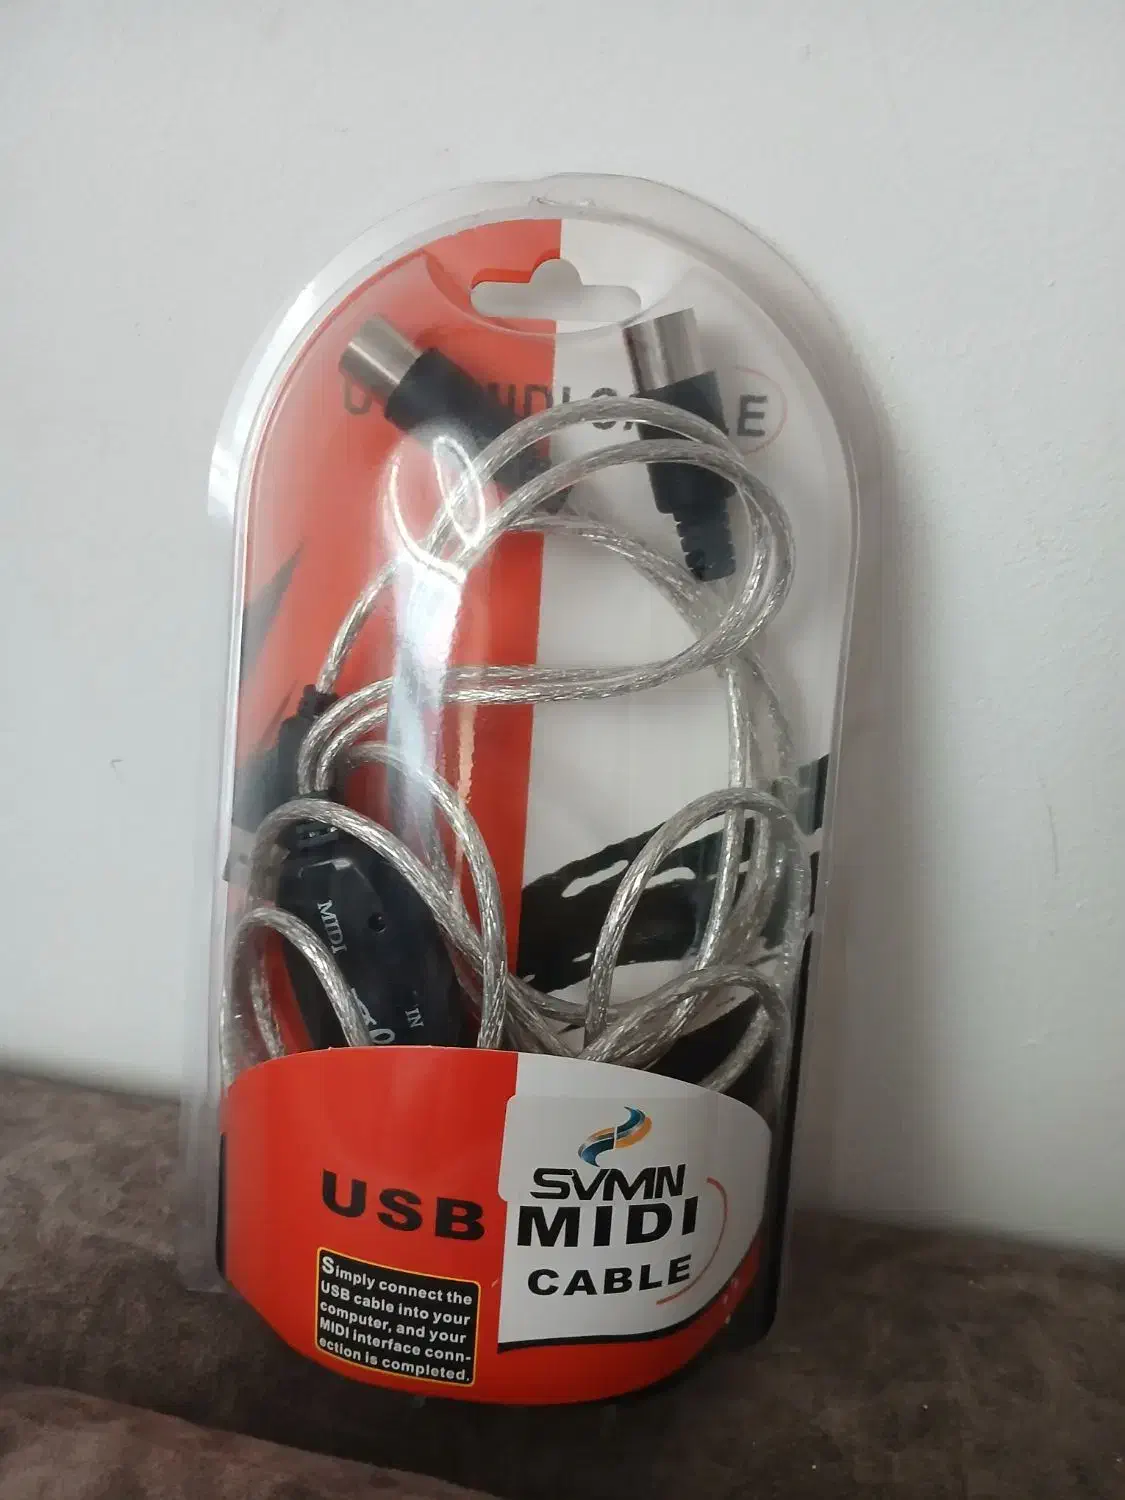 MIDI
IN
SVMN
USB MIDI
CABLE
Simply connect the
USB cable into your
computer, and your
MIDI interface conn-
ection is completed.